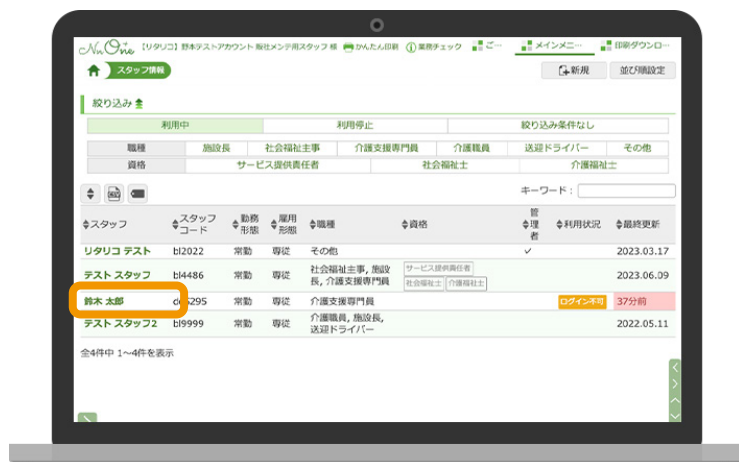 NuOne 【リタリコ】野本テストアカウント 販社メンテ用スタッフ 様 かんたん印刷 業務チェック ご… メインメニ… 印刷ダウンロ…
スタッフ情報 新規 並び順設定
絞り込み
利用中 利用停止 絞り込み条件なし
職種 施設長 社会福祉主事 介護支援専門員 介護職員 送迎ドライバー その他
資格 サービス提供責任者 社会福祉士 介護福祉士
キーワード：
スタッフ スタッフコード 勤務形態 雇用形態 職種 資格 管理者 利用状況 最終更新
リタリコ テスト bl2022 常勤 専従 その他 ✓ 2023.03.17
テスト スタッフ bl4486 常勤 専従 社会福祉主事, 施設長, 介護支援専門員 サービス提供責任者 社会福祉士 介護福祉士 2023.06.09
鈴木 太郎 5295 常勤 専従 介護支援専門員 ログイン不可 37分前
テスト スタッフ2 bl9999 常勤 専従 介護職員, 施設長, 送迎ドライバー 2022.05.11
全4件中 1〜4件を表示